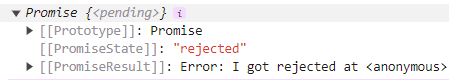 ▼ Promise {<pending>} i
▶ [[Prototype]]: Promise
[[PromiseState]]: "rejected"
▶ [[PromiseResult]]: Error: I got rejected at <anonymous>